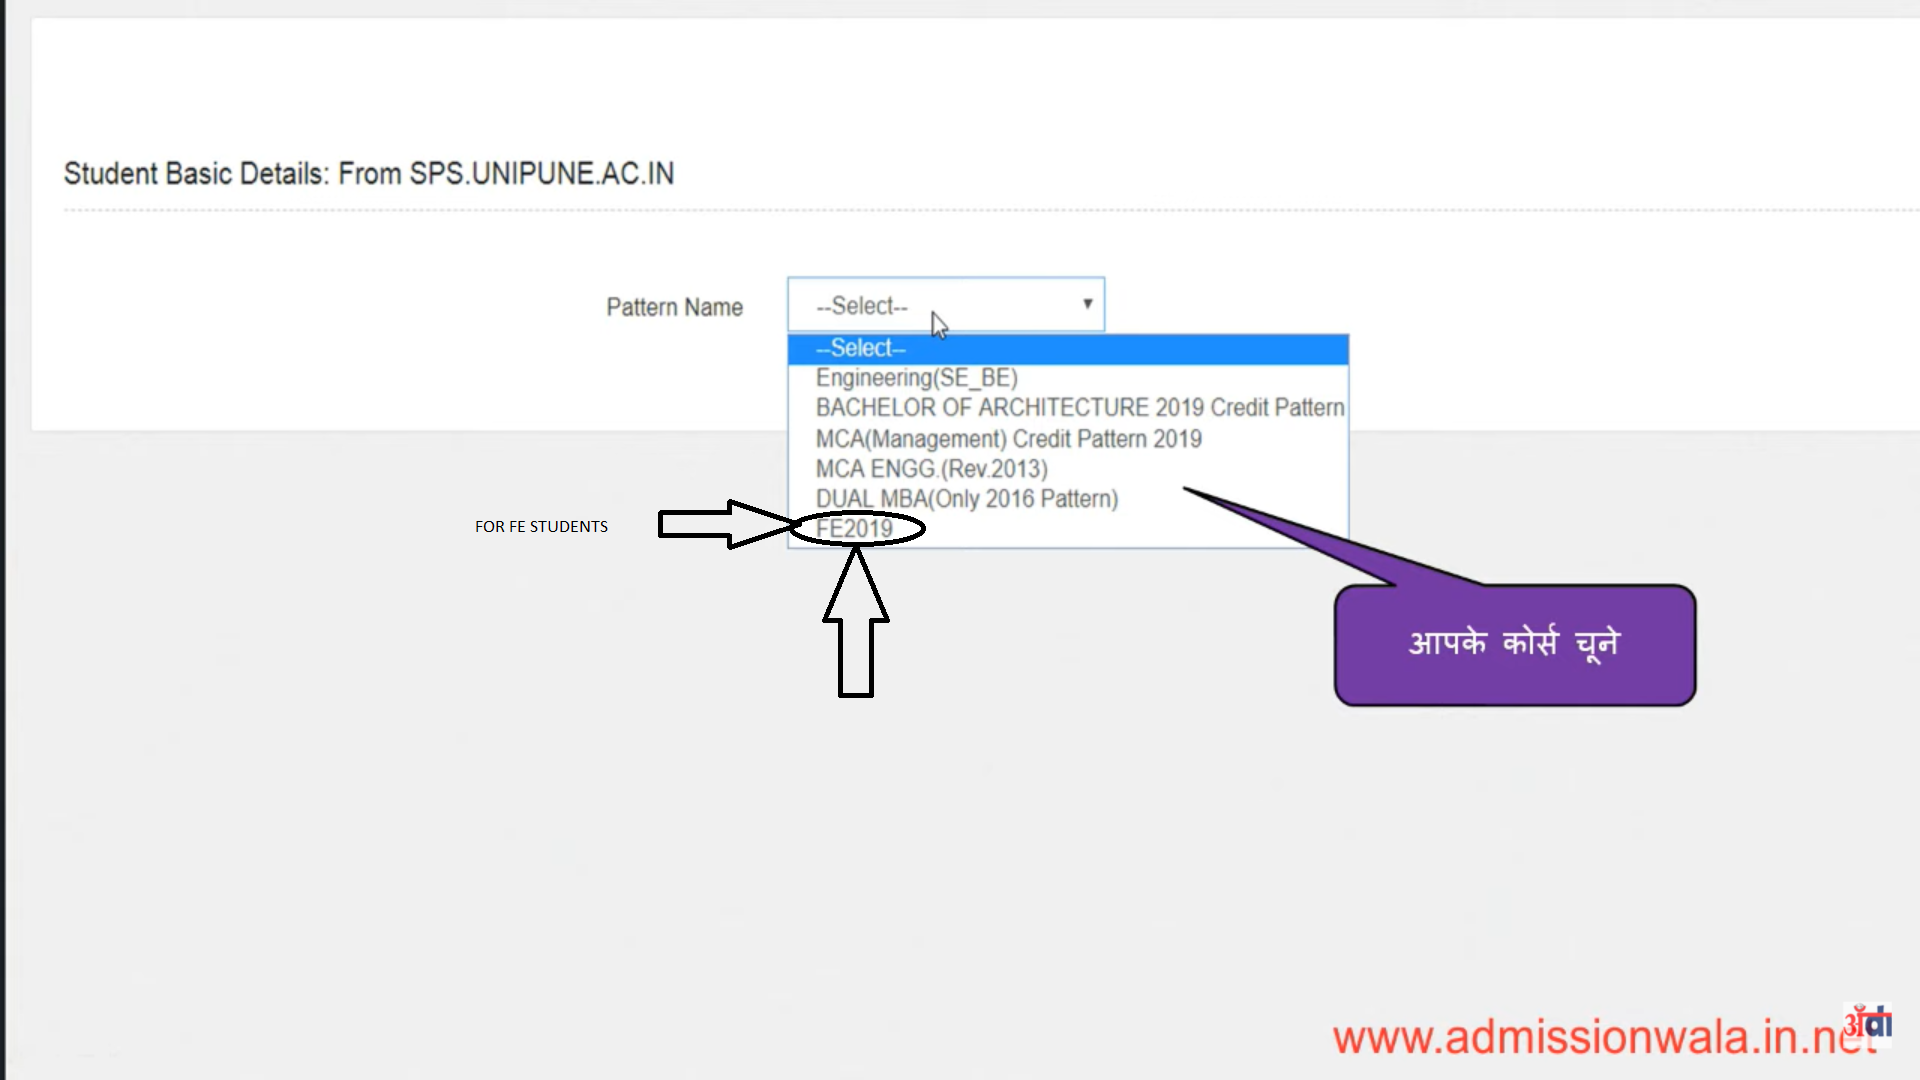 Student Basic Details: From SPS.UNIPUNE.AC.IN
Pattern Name
--Select--
--Select--
Engineering(SE_BE)
BACHELOR OF ARCHITECTURE 2019 Credit Pattern
MCA(Management) Credit Pattern 2019
MCA ENGG.(Rev.2013)
DUAL MBA(Only 2016 Pattern)
FOR FE STUDENTS
FE2019
आपके कोर्स चूने
www.admissionwala.in.net